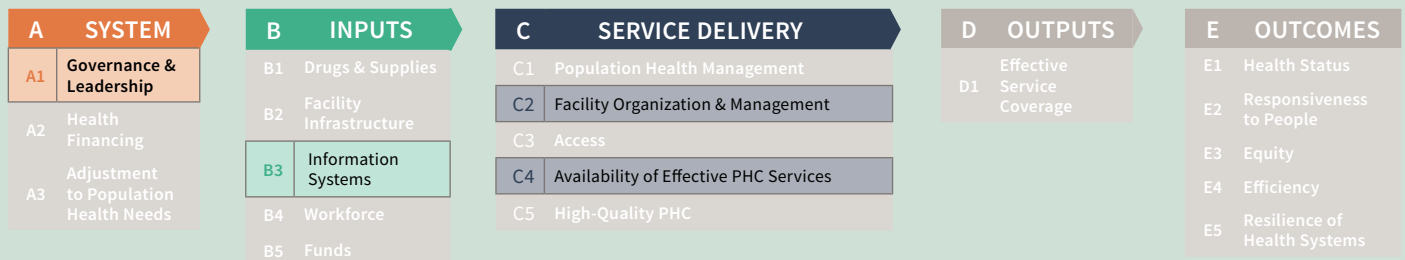 A SYSTEM
A1 Governance &
Leadership
A2 Health
Financing
A3 Adjustment
to Population
Health Needs
B INPUTS
B1 Drugs & Supplies
B2 Facility
Infrastructure
B3 Information
Systems
B4 Workforce
B5 Funds
C SERVICE DELIVERY
C1 Population Health Management
C2 Facility Organization & Management
C3 Access
C4 Availability of Effective PHC Services
C5 High-Quality PHC
D OUTPUTS
D1 Effective
Service
Coverage
E OUTCOMES
E1 Health Status
E2 Responsiveness
to People
E3 Equity
E4 Efficiency
E5 Resilience of
Health Systems